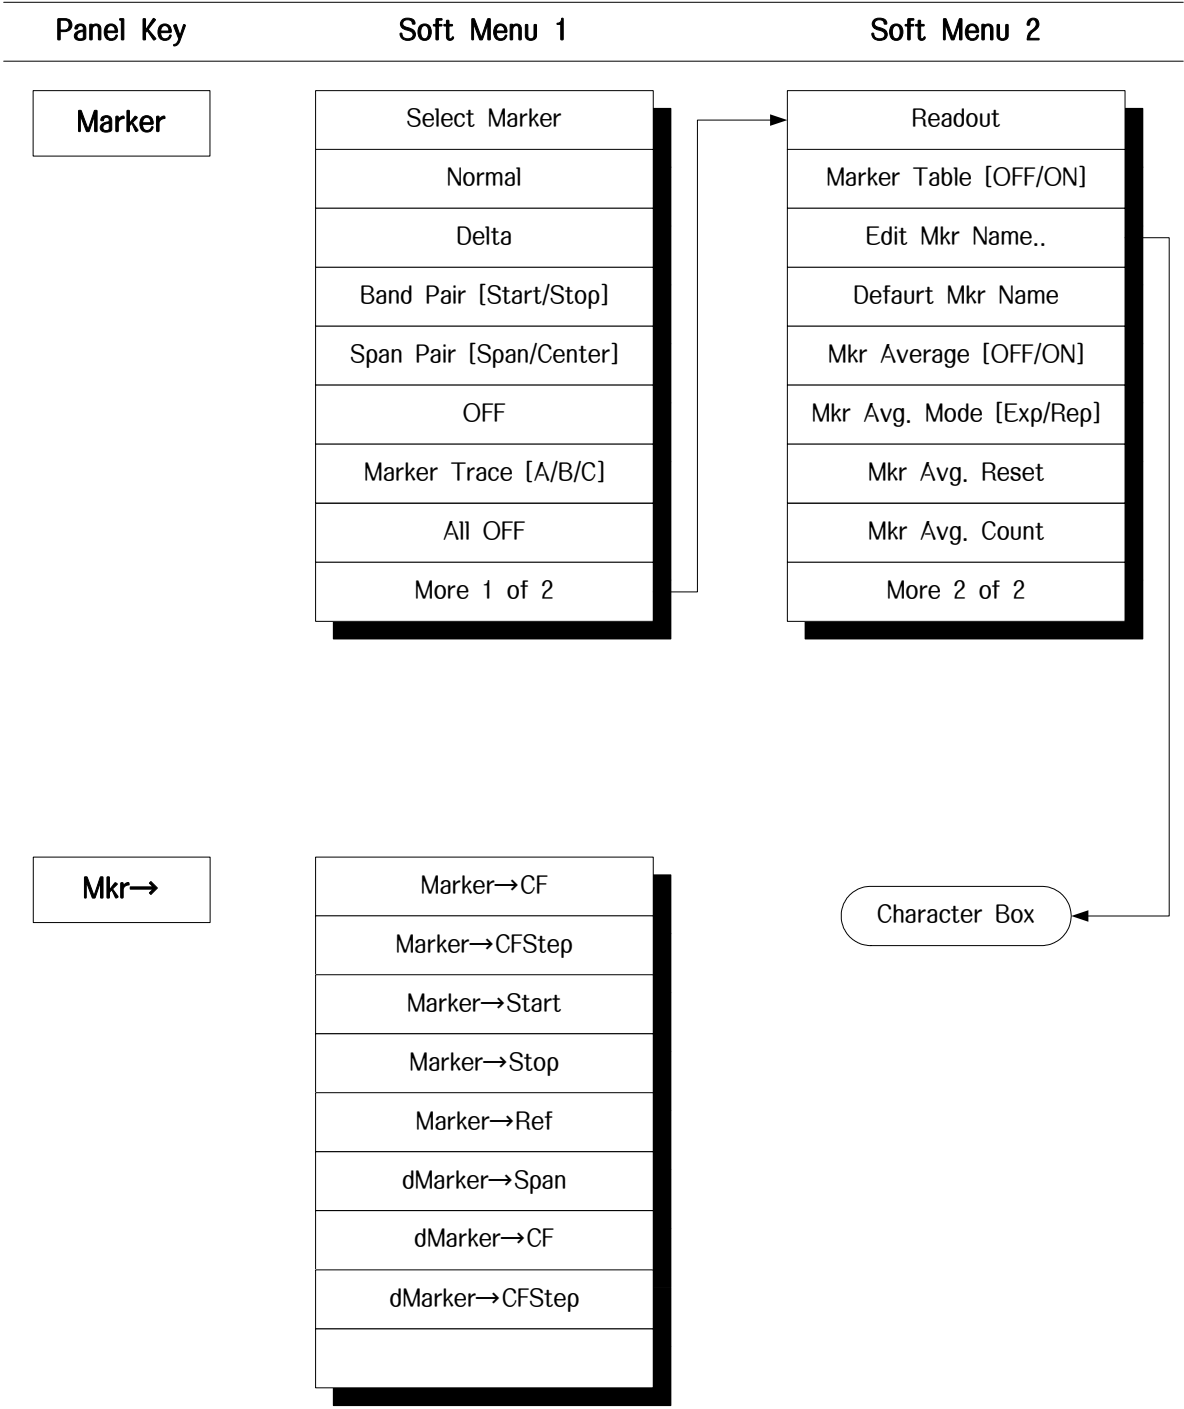 Panel Key
Soft Menu 1
Soft Menu 2
Marker
Select Marker
Normal
Delta
Band Pair [Start/Stop]
Span Pair [Span/Center]
OFF
Marker Trace [A/B/C]
All OFF
More 1 of 2
Readout
Marker Table [OFF/ON]
Edit Mkr Name..
Defaurt Mkr Name
Mkr Average [OFF/ON]
Mkr Avg. Mode [Exp/Rep]
Mkr Avg. Reset
Mkr Avg. Count
More 2 of 2
Mkr→
Marker→CF
Marker→CFStep
Marker→Start
Marker→Stop
Marker→Ref
dMarker→Span
dMarker→CF
dMarker→CFStep
Character Box